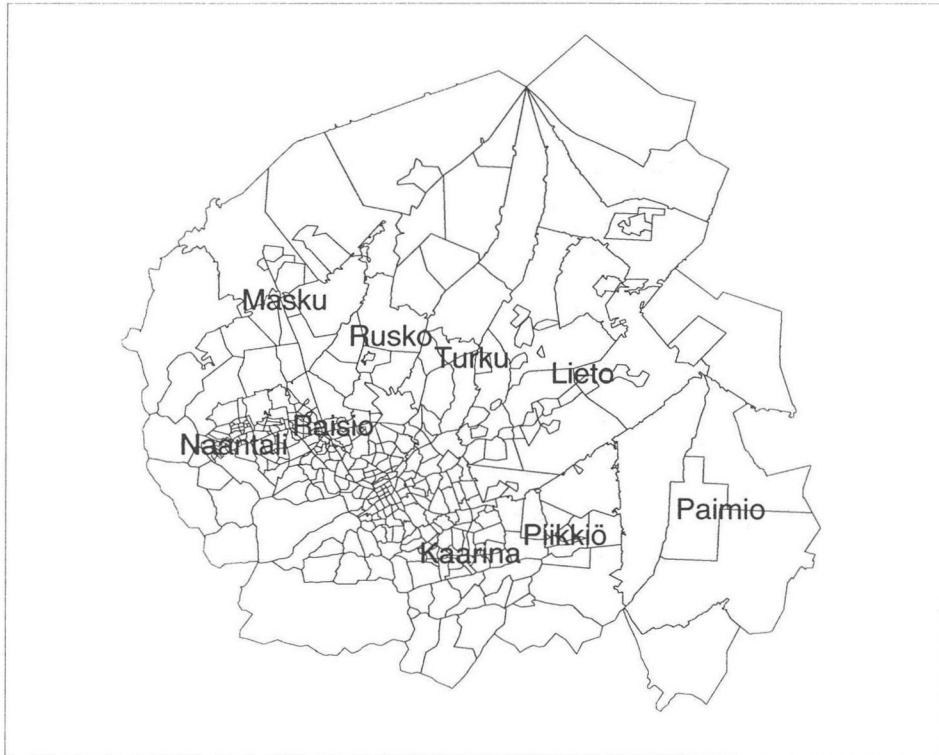 Masku
Rusko
Turku
Lieto
Raisio
Naantali
Paimio
Piikkiö
Kaarina